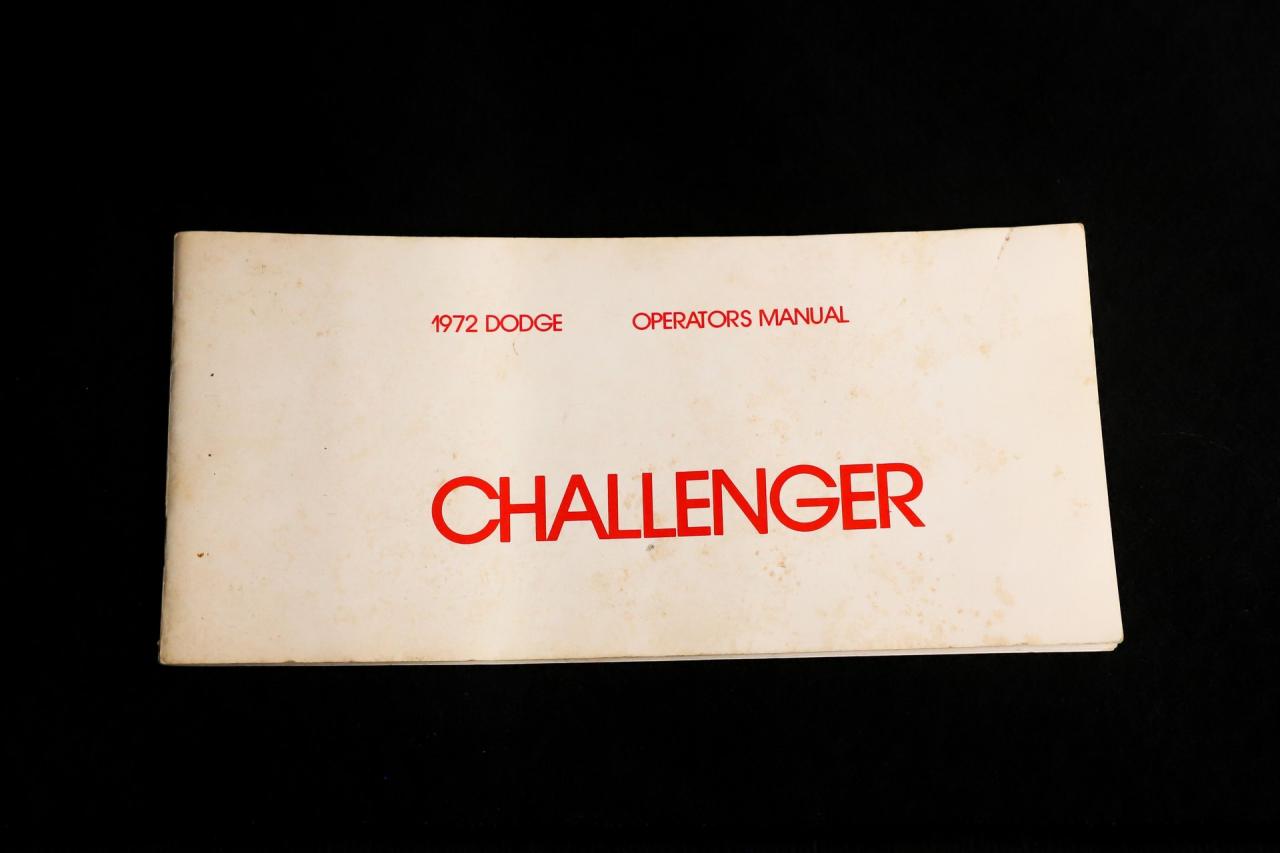 1972 DODGE OPERATORS MANUAL
CHALLENGER